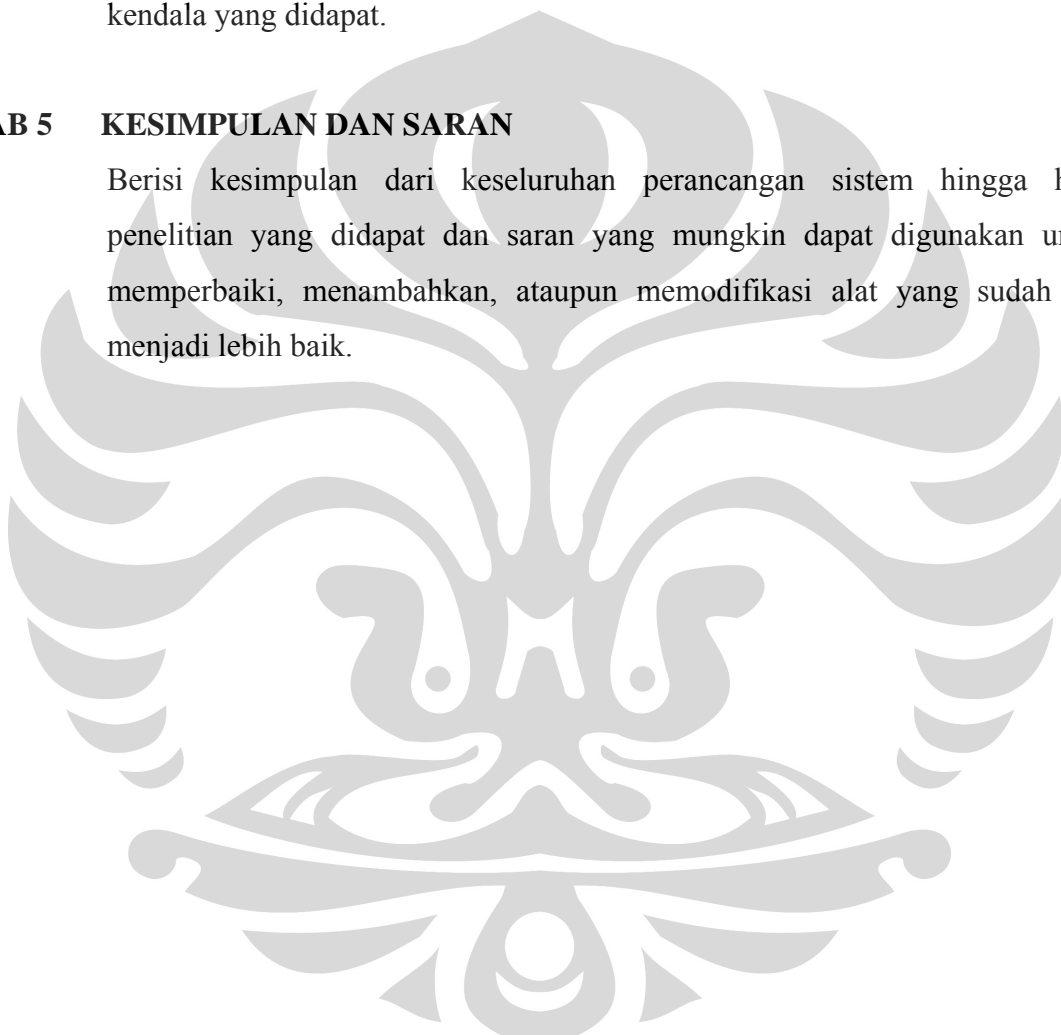 kendala yang didapat.
AB 5 KESIMPULAN DAN SARAN
Berisi kesimpulan dari keseluruhan perancangan sistem hingga
penelitian yang didapat dan saran yang mungkin dapat digunakan
memperbaiki, menambahkan, ataupun memodifikasi alat yang sudah
menjadi lebih baik.